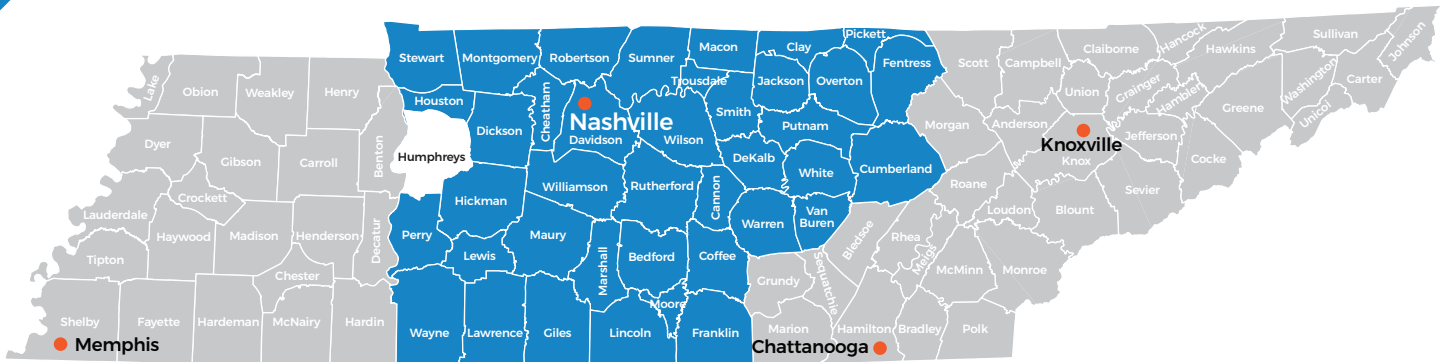 Stewart
Montgomery
Robertson
Sumner
Macon
Clay
Pickett
Fentress
Scott
Campbell
Claiborne
Hancock
Hawkins
Sullivan
Johnson
Lake
Obion
Weakley
Henry
Houston
Cheatham
Trousdale
Jackson
Overton
Union
Grainger
Hamblen
Washington
Carter
Greene
Unicoi
Dickson
Nashville
Davidson
Wilson
Smith
Putnam
Morgan
Anderson
Knoxville
Knox
Jefferson
Cocke
Dyer
Gibson
Carroll
Benton
Humphreys
DeKalb
White
Cumberland
Roane
Sevier
Crockett
Lauderdale
Haywood
Madison
Henderson
Decatur
Perry
Hickman
Williamson
Rutherford
Cannon
Warren
Van
Buren
Bledsoe
Rhea
Meigs
Loudon
Blount
Tipton
Chester
Lewis
Maury
Marshall
Bedford
Coffee
Grundy
Sequatchie
McMinn
Monroe
Shelby
Fayette
Hardeman
McNairy
Hardin
Wayne
Lawrence
Giles
Lincoln
Moore
Franklin
Marion
Hamilton
Bradley
Polk
Memphis
Chattanooga